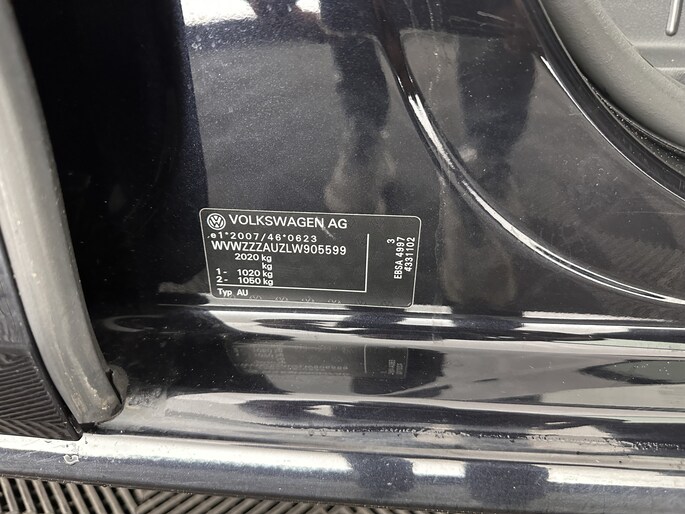 VOLKSWAGEN AG
e1*2007/46*0623
WVWZZZAUZLW905599
2020 kg
kg
1- 1020 kg
2- 1050 kg
Typ AU
3
EBSA 4997
4331102